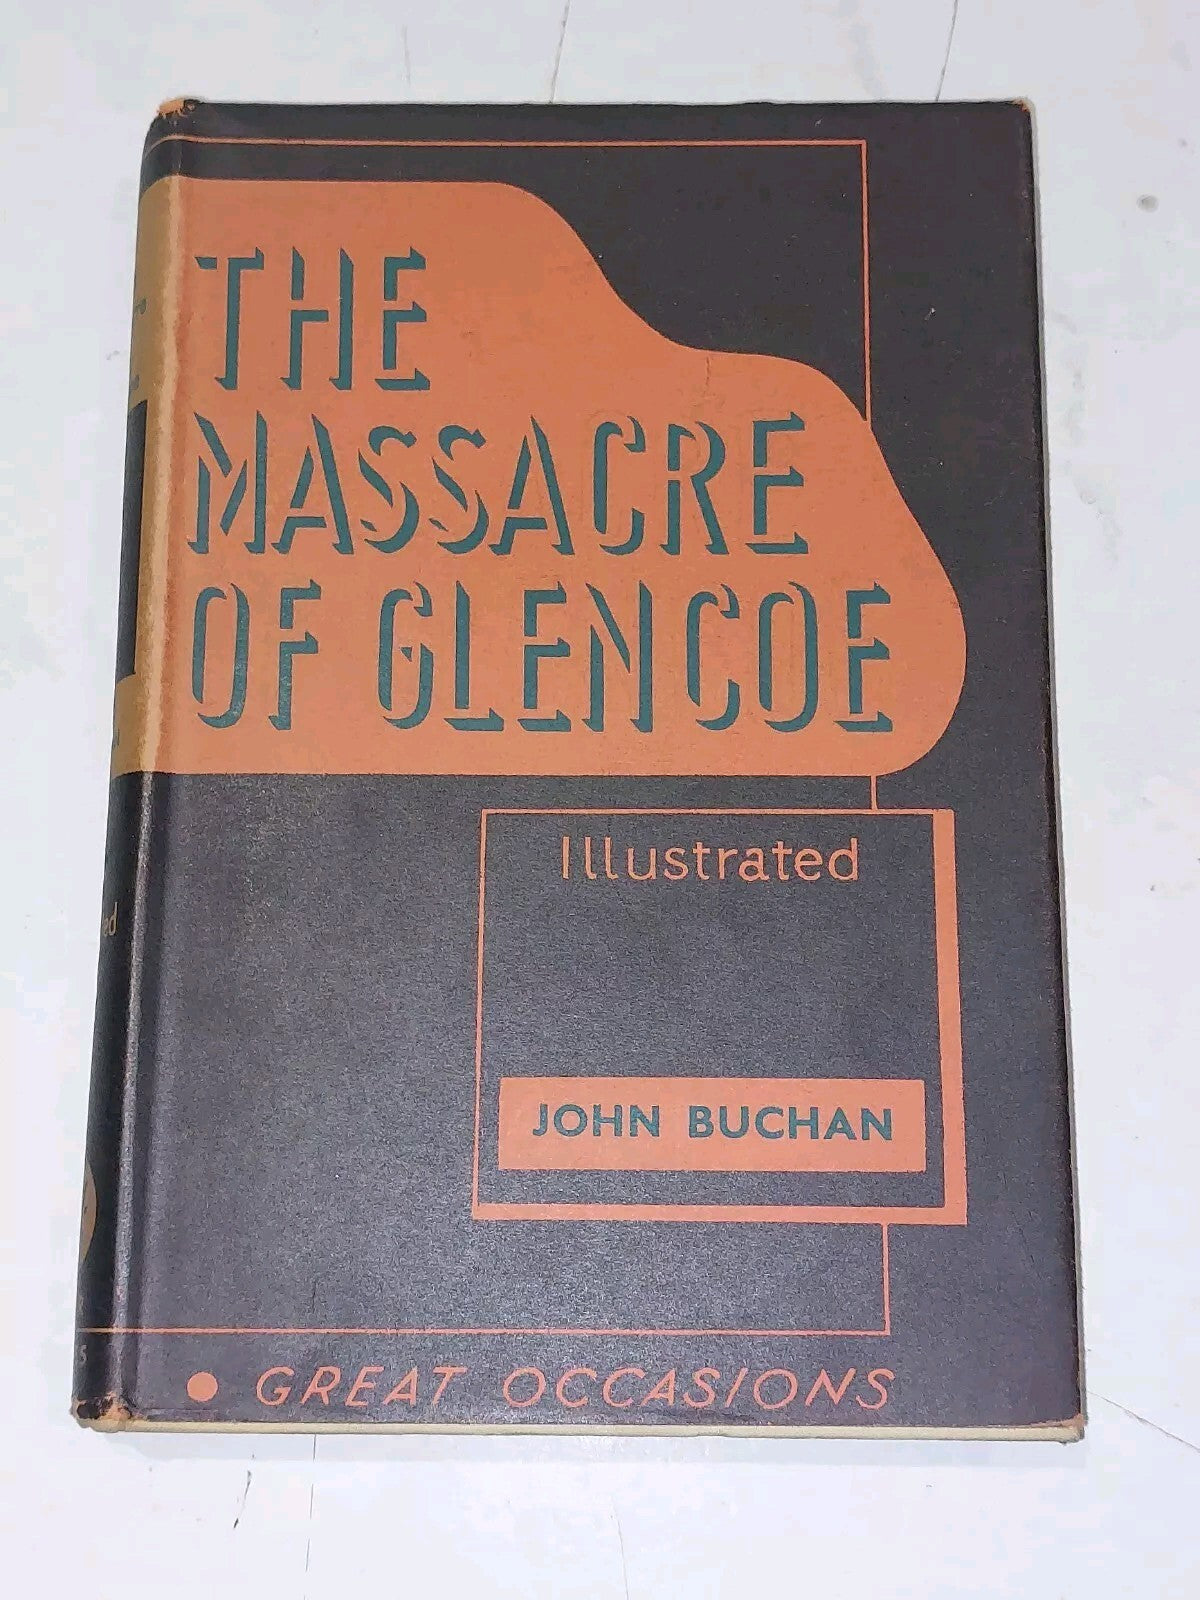 THE
MASSACRE
OF GLENCOE
Illustrated
JOHN BUCHAN
GREAT OCCASIONS